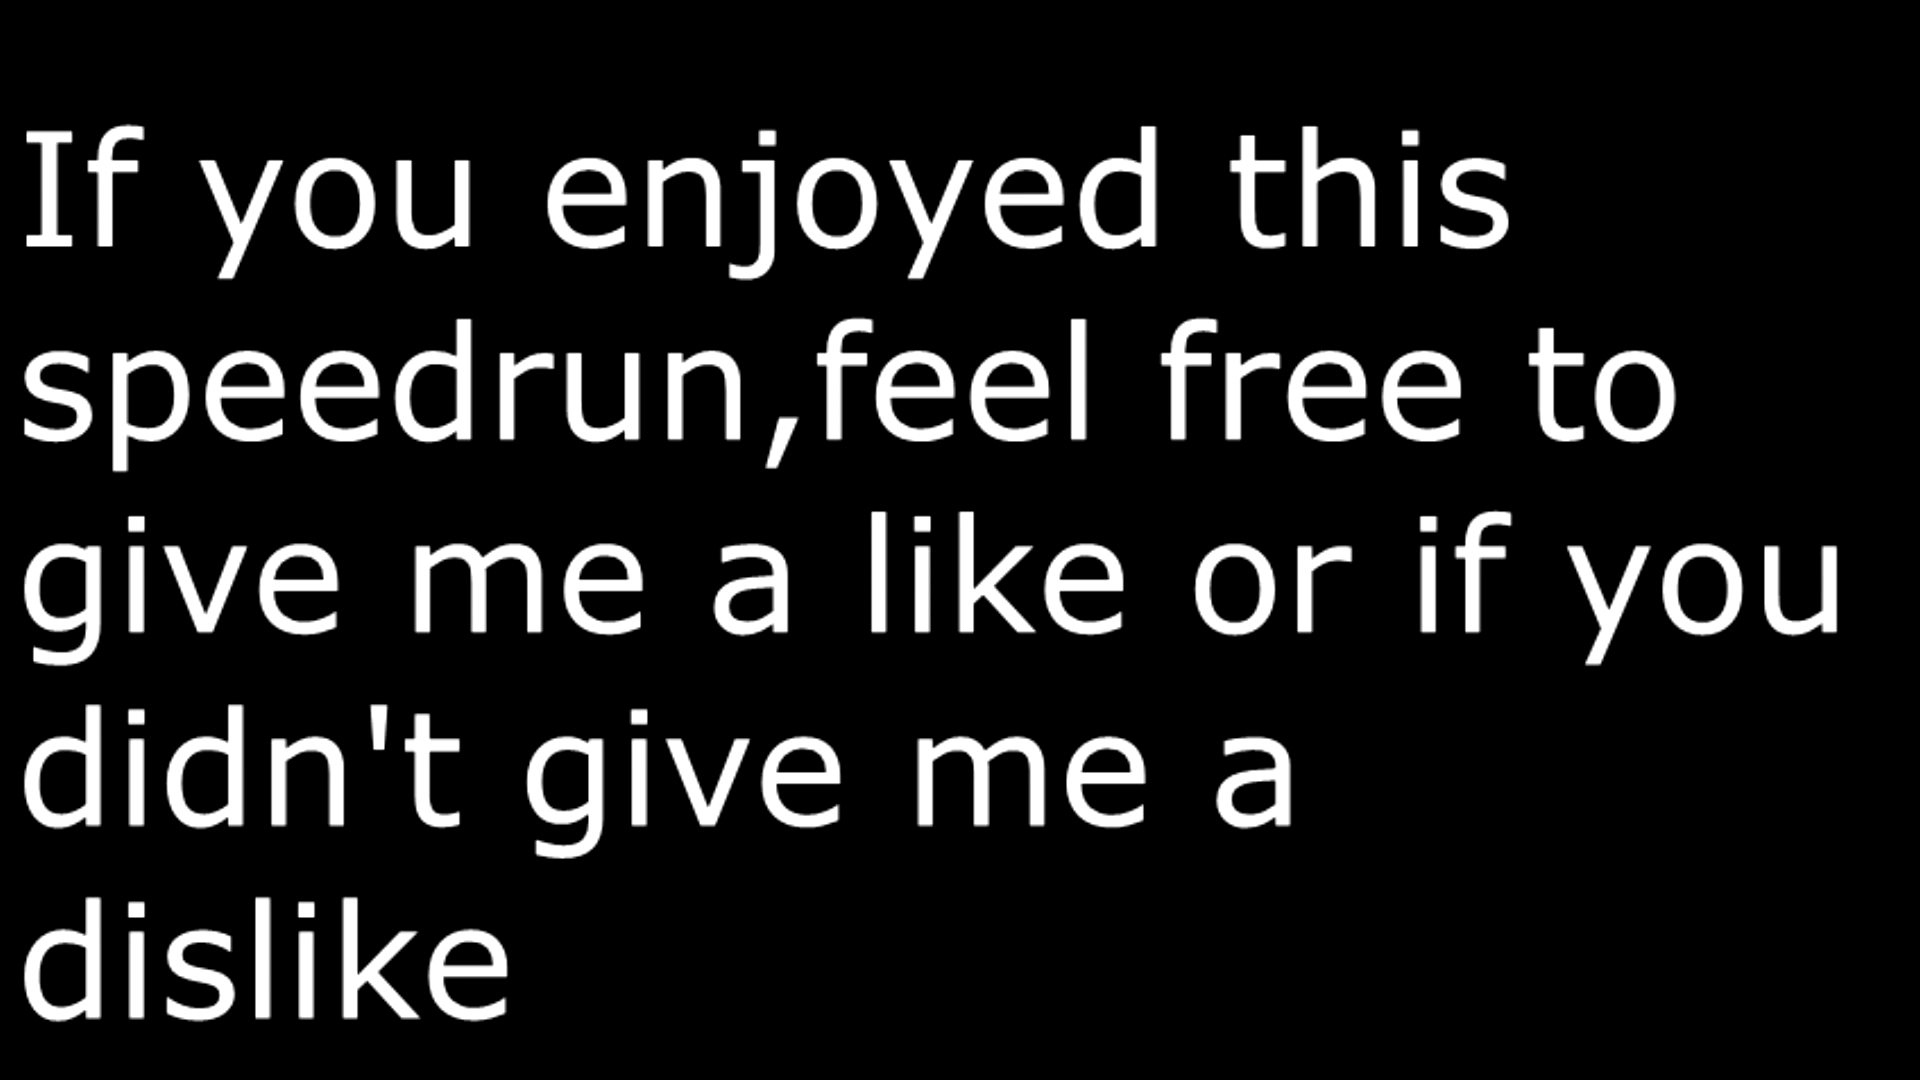 If you enjoyed this
speedrun,feel free to
give me a like or if you
didn't give me a
dislike